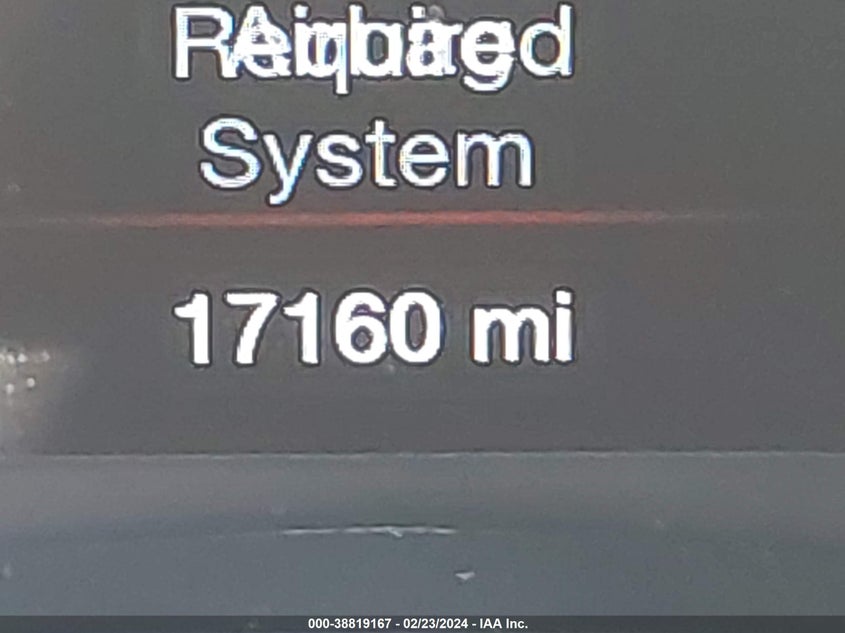 System
17160 mi
000-38819167 - 02/23/2024 - IAA Inc.